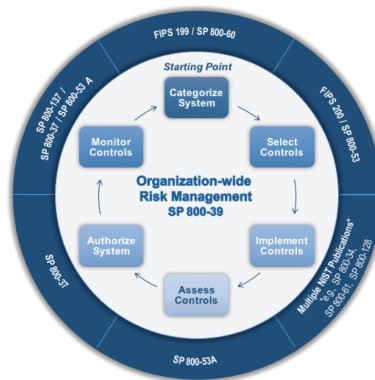 FIPS 199 / SP 800-60
Starting Point
Categorize
System
FIPS 200 / SP 800-53
Select
Controls
Multiple NIST Publications*
*e.g., SP 800-34,
SP 800-61, SP 800-128
Implement
Controls
SP 800-53A
Assess
Controls
SP 800-37
Authorize
System
SP 800-137 /
SP 800-37 / SP 800-53 A
Monitor
Controls
Organization-wide
Risk Management
SP 800-39